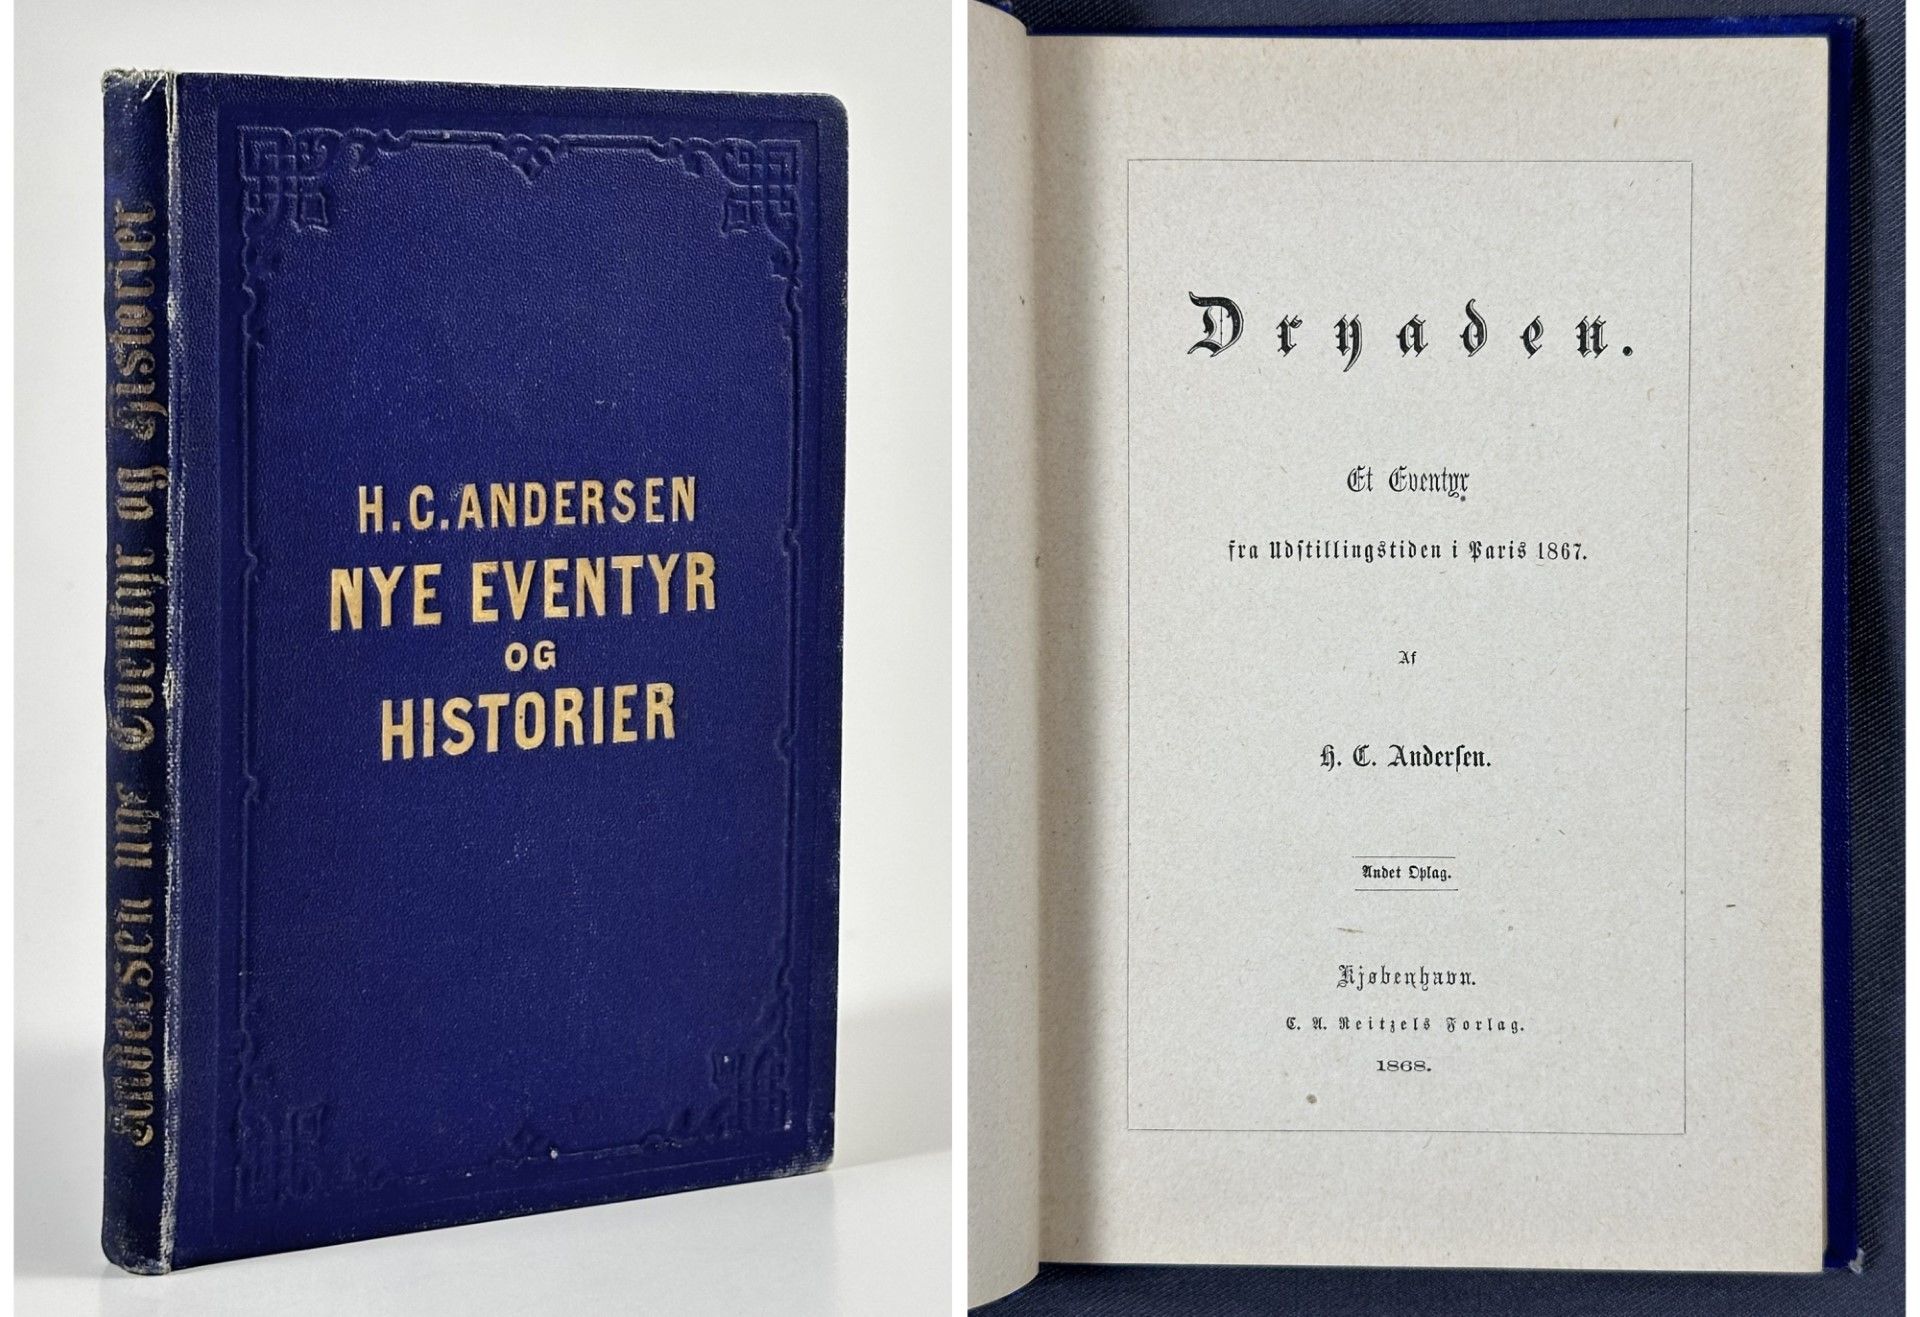 Andersen nye Eventyr og Historier
H. C. ANDERSEN
NYE EVENTYR
OG
HISTORIER
Dryaden.
Et Eventyr
fra Udſtillingstiden i Paris 1867.
Af
H. C. Anderſen.
Andet Oplag.
Kjøbenhavn.
C. A. Reitzels Forlag.
1868.